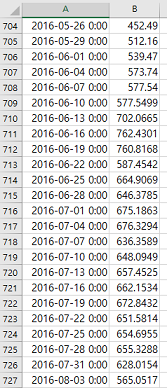 A B
704 2016-05-26 0:00 452.49
705 2016-05-29 0:00 512.16
706 2016-06-01 0:00 539.47
707 2016-06-04 0:00 573.74
708 2016-06-07 0:00 577.54
709 2016-06-10 0:00 577.5499
710 2016-06-13 0:00 702.0665
711 2016-06-16 0:00 762.4301
712 2016-06-19 0:00 760.8168
713 2016-06-22 0:00 587.4542
714 2016-06-25 0:00 664.9069
715 2016-06-28 0:00 646.3785
716 2016-07-01 0:00 675.1863
717 2016-07-04 0:00 676.3294
718 2016-07-07 0:00 636.3589
719 2016-07-10 0:00 648.0949
720 2016-07-13 0:00 657.4525
721 2016-07-16 0:00 662.1534
722 2016-07-19 0:00 672.8432
723 2016-07-22 0:00 651.5814
724 2016-07-25 0:00 654.6955
725 2016-07-28 0:00 655.3288
726 2016-07-31 0:00 628.0154
727 2016-08-03 0:00 565.0517